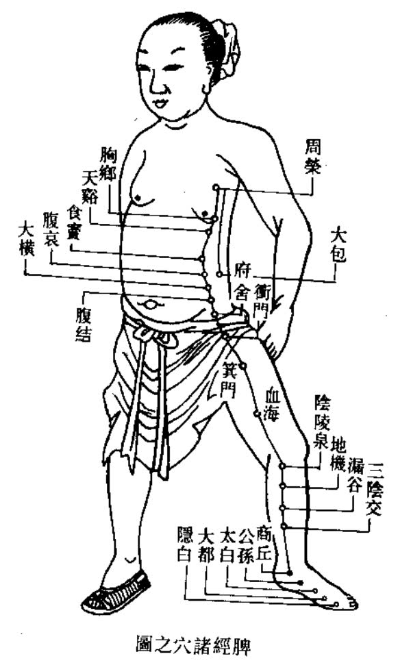 周榮
胸鄉
天谿
食竇
腹哀
大橫
大包
腹结
府舍
衝門
箕門
血海
陰陵泉
地機
漏谷
三陰交
商丘
公孫
太白
大都
隱白
圖之穴諸經脾